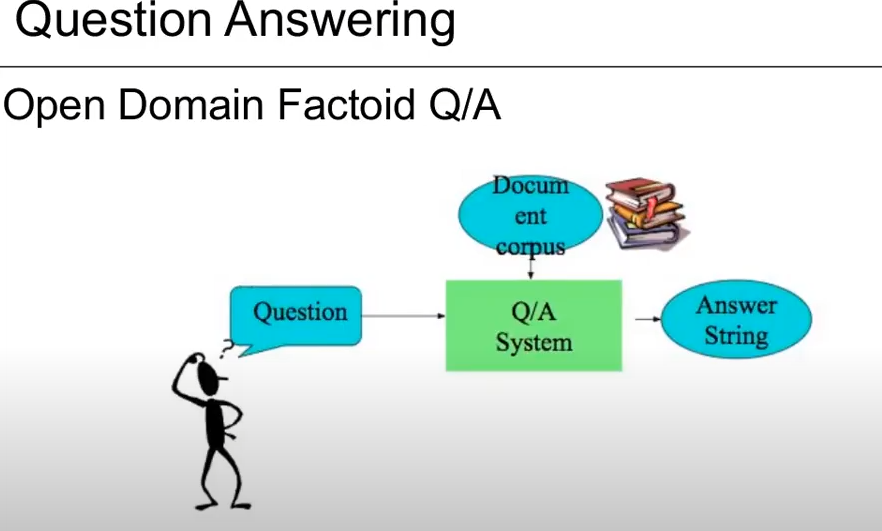 Question Answering
Open Domain Factoid Q/A
Docum
ent
corpus
Question
?
Q/A
System
Answer
String